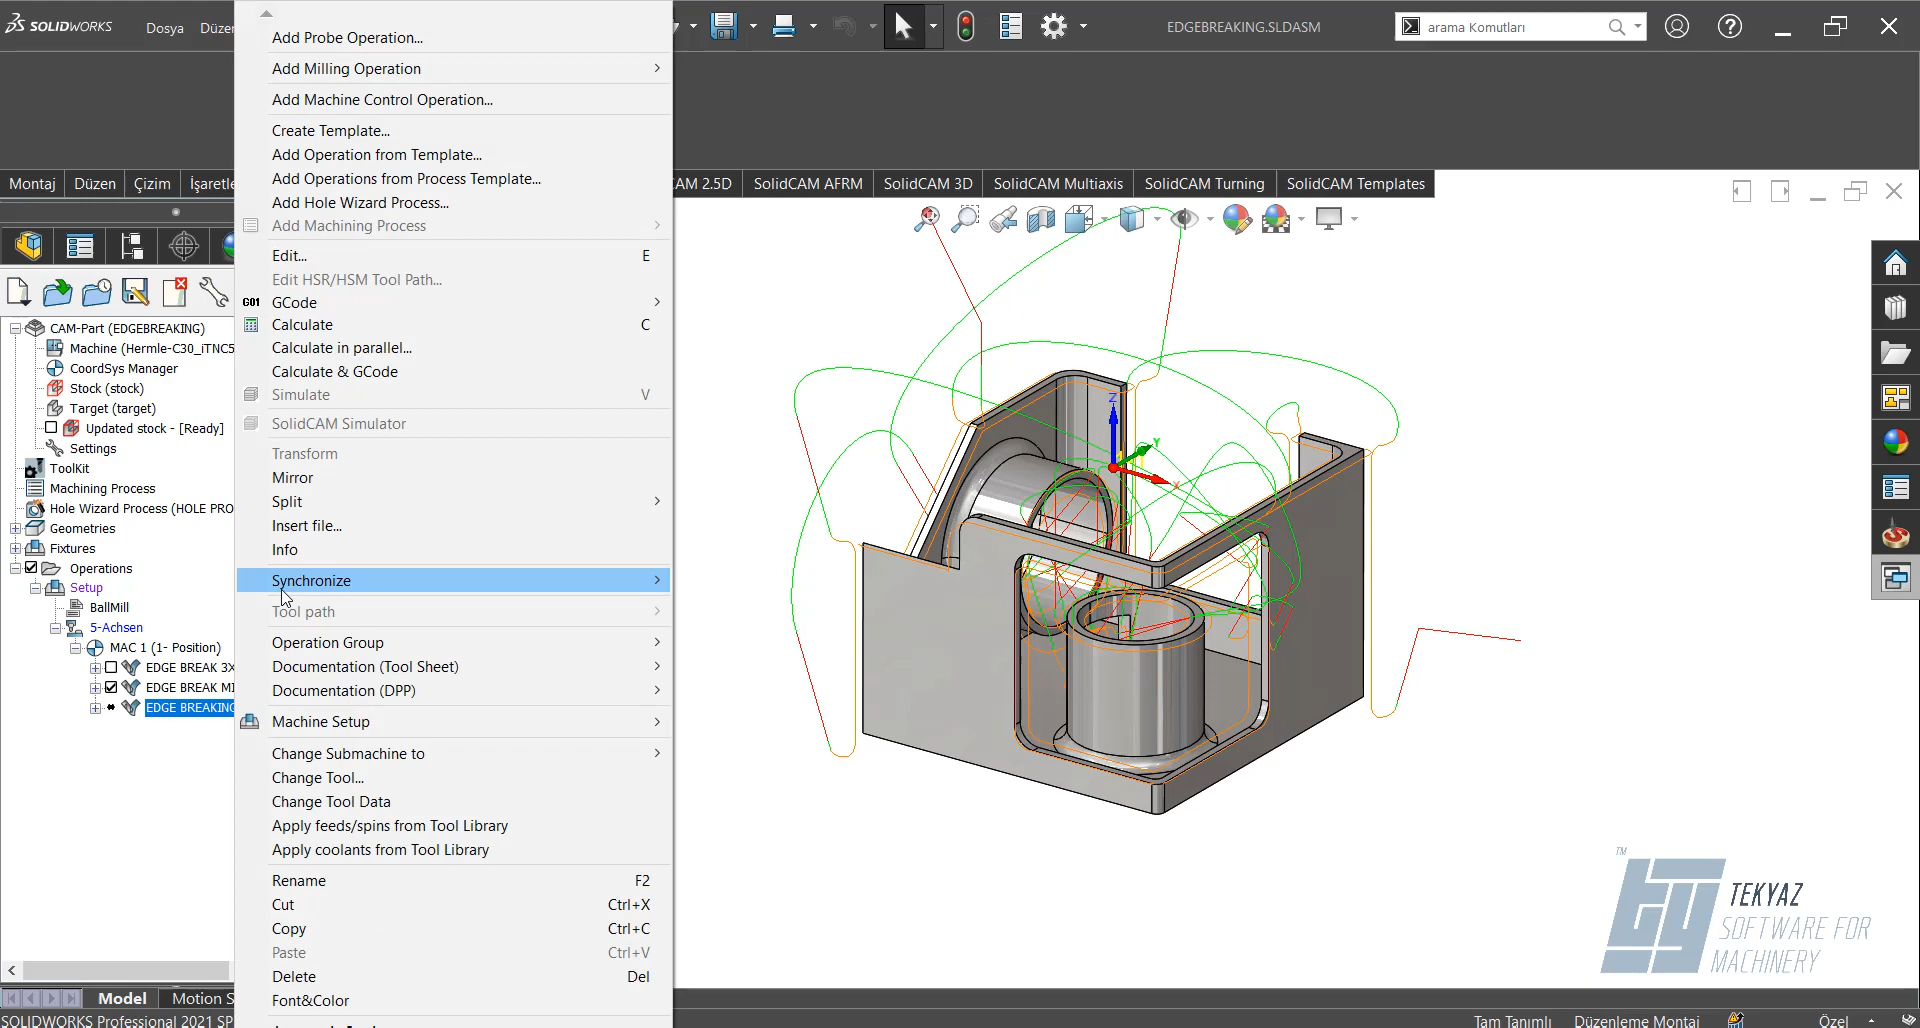 SOLIDWORKS
Dosya
Düzen
EDGEBREAKING.SLDASM
arama Komutları
Montaj
Düzen
Çizim
SolidCAM AFRM
SolidCAM 3D
SolidCAM Multiaxis
SolidCAM Turning
SolidCAM Templates
CAM-Part (EDGEBREAKING)
Machine (Hermle-C30_iTNC5
CoordSys Manager
Stock (stock)
Target (target)
Updated stock - [Ready]
Settings
ToolKit
Machining Process
Hole Wizard Process (HOLE PRO
Geometries
Fixtures
Operations
Setup
BallMill
5-Achsen
MAC 1 (1- Position)
EDGE BREAK 3X
EDGE BREAK MI
EDGE BREAKING
Add Probe Operation...
Add Milling Operation
Add Machine Control Operation...
Create Template...
Add Operation from Template...
Add Operations from Process Template...
Add Hole Wizard Process...
Add Machining Process
Edit... E
Edit HSR/HSM Tool Path...
G01 GCode
Calculate C
Calculate in parallel...
Calculate & GCode
Simulate V
SolidCAM Simulator
Transform
Mirror
Split
Insert file...
Info
Synchronize
Tool path
Operation Group
Documentation (Tool Sheet)
Documentation (DPP)
Machine Setup
Change Submachine to
Change Tool...
Change Tool Data
Apply feeds/spins from Tool Library
Apply coolants from Tool Library
Rename F2
Cut Ctrl+X
Copy Ctrl+C
Paste Ctrl+V
Delete Del
Font&Color
Z
Y
X
TM
TEKYAZ
SOFTWARE FOR
MACHINERY
Model
Motion S
SOLIDWORKS Professional 2021 SP
Tam Tanımlı
Düzenleme Montaj
Özel